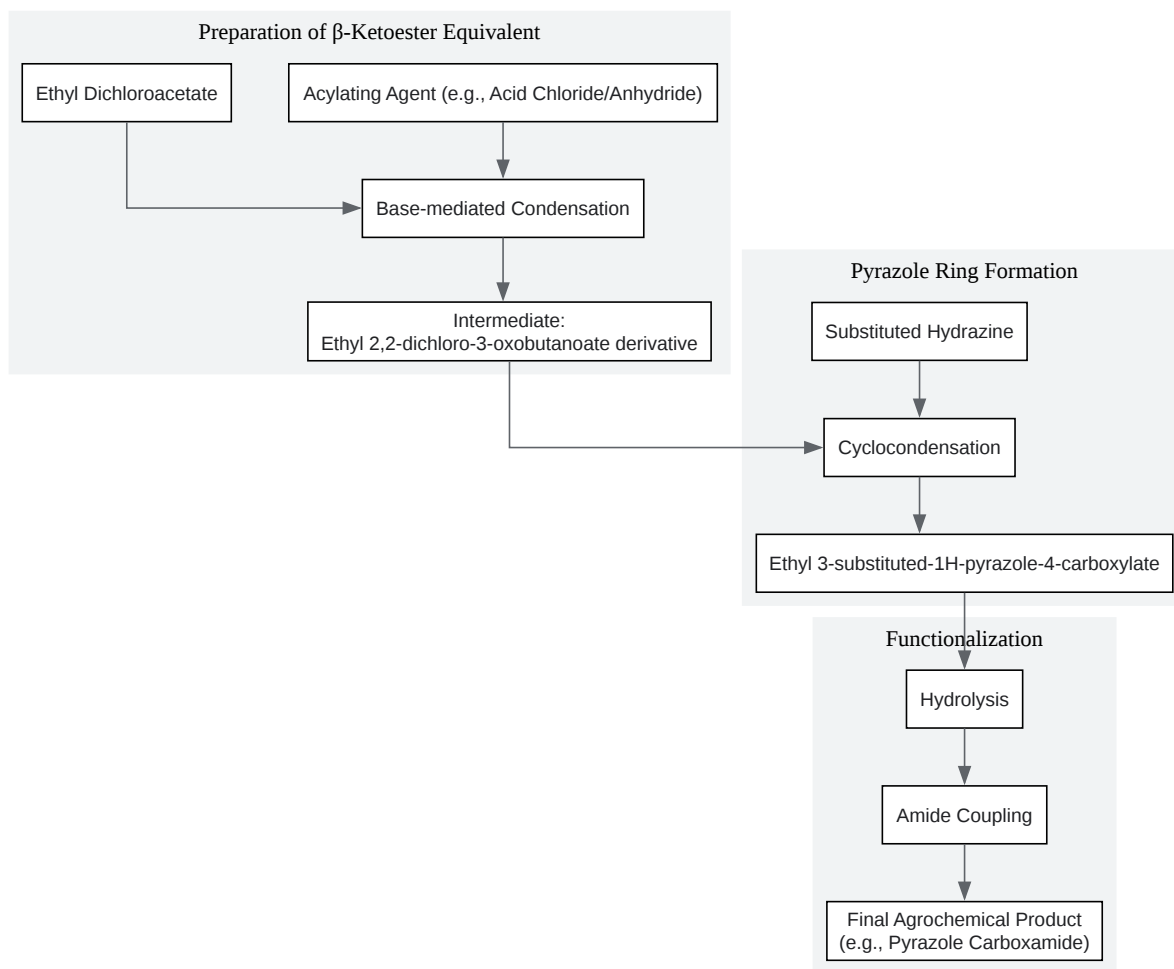 Preparation of β-Ketoester Equivalent
Ethyl Dichloroacetate
Acylating Agent (e.g., Acid Chloride/Anhydride)
Base-mediated Condensation
Intermediate:
Ethyl 2,2-dichloro-3-oxobutanoate derivative
Pyrazole Ring Formation
Substituted Hydrazine
Cyclocondensation
Ethyl 3-substituted-1H-pyrazole-4-carboxylate
Functionalization
Hydrolysis
Amide Coupling
Final Agrochemical Product
(e.g., Pyrazole Carboxamide)